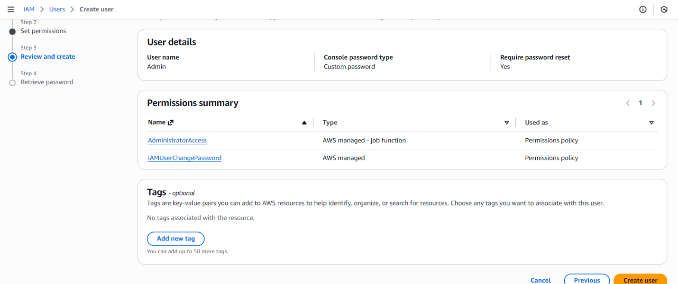 IAM > Users > Create user
Step 2
Set permissions
Step 3
Review and create
Step 4
Retrieve password
User details
User name
Admin
Console password type
Custom password
Require password reset
Yes
Permissions summary
1
Name
Type
Used as
AdministratorAccess
AWS managed - job function
Permissions policy
IAMUserChangePassword
AWS managed
Permissions policy
Tags - optional
Tags are key-value pairs you can add to AWS resources to help identify, organize, or search for resources. Choose any tags you want to associate with this user.
No tags associated with the resource.
Add new tag
You can add up to 50 more tags.
Cancel
Previous
Create user